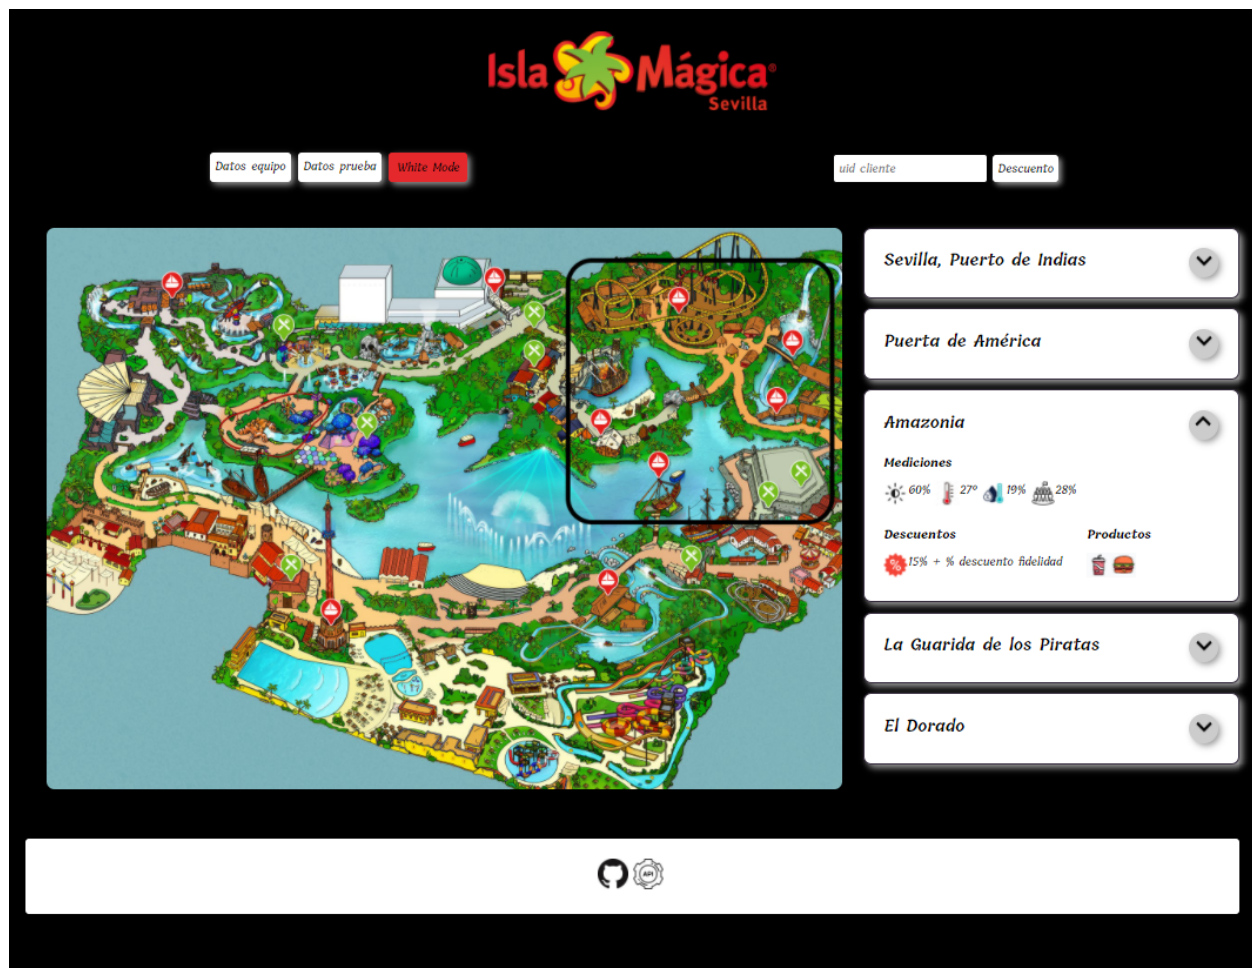 Isla Mágica®
Sevilla
Datos equipo Datos prueba White Mode uid cliente Descuento
Sevilla, Puerto de Indias
Puerta de América
Amazonia
Mediciones
60% 27º 19% 28%
Descuentos Productos
15% + % descuento fidelidad
La Guarida de los Piratas
El Dorado
API